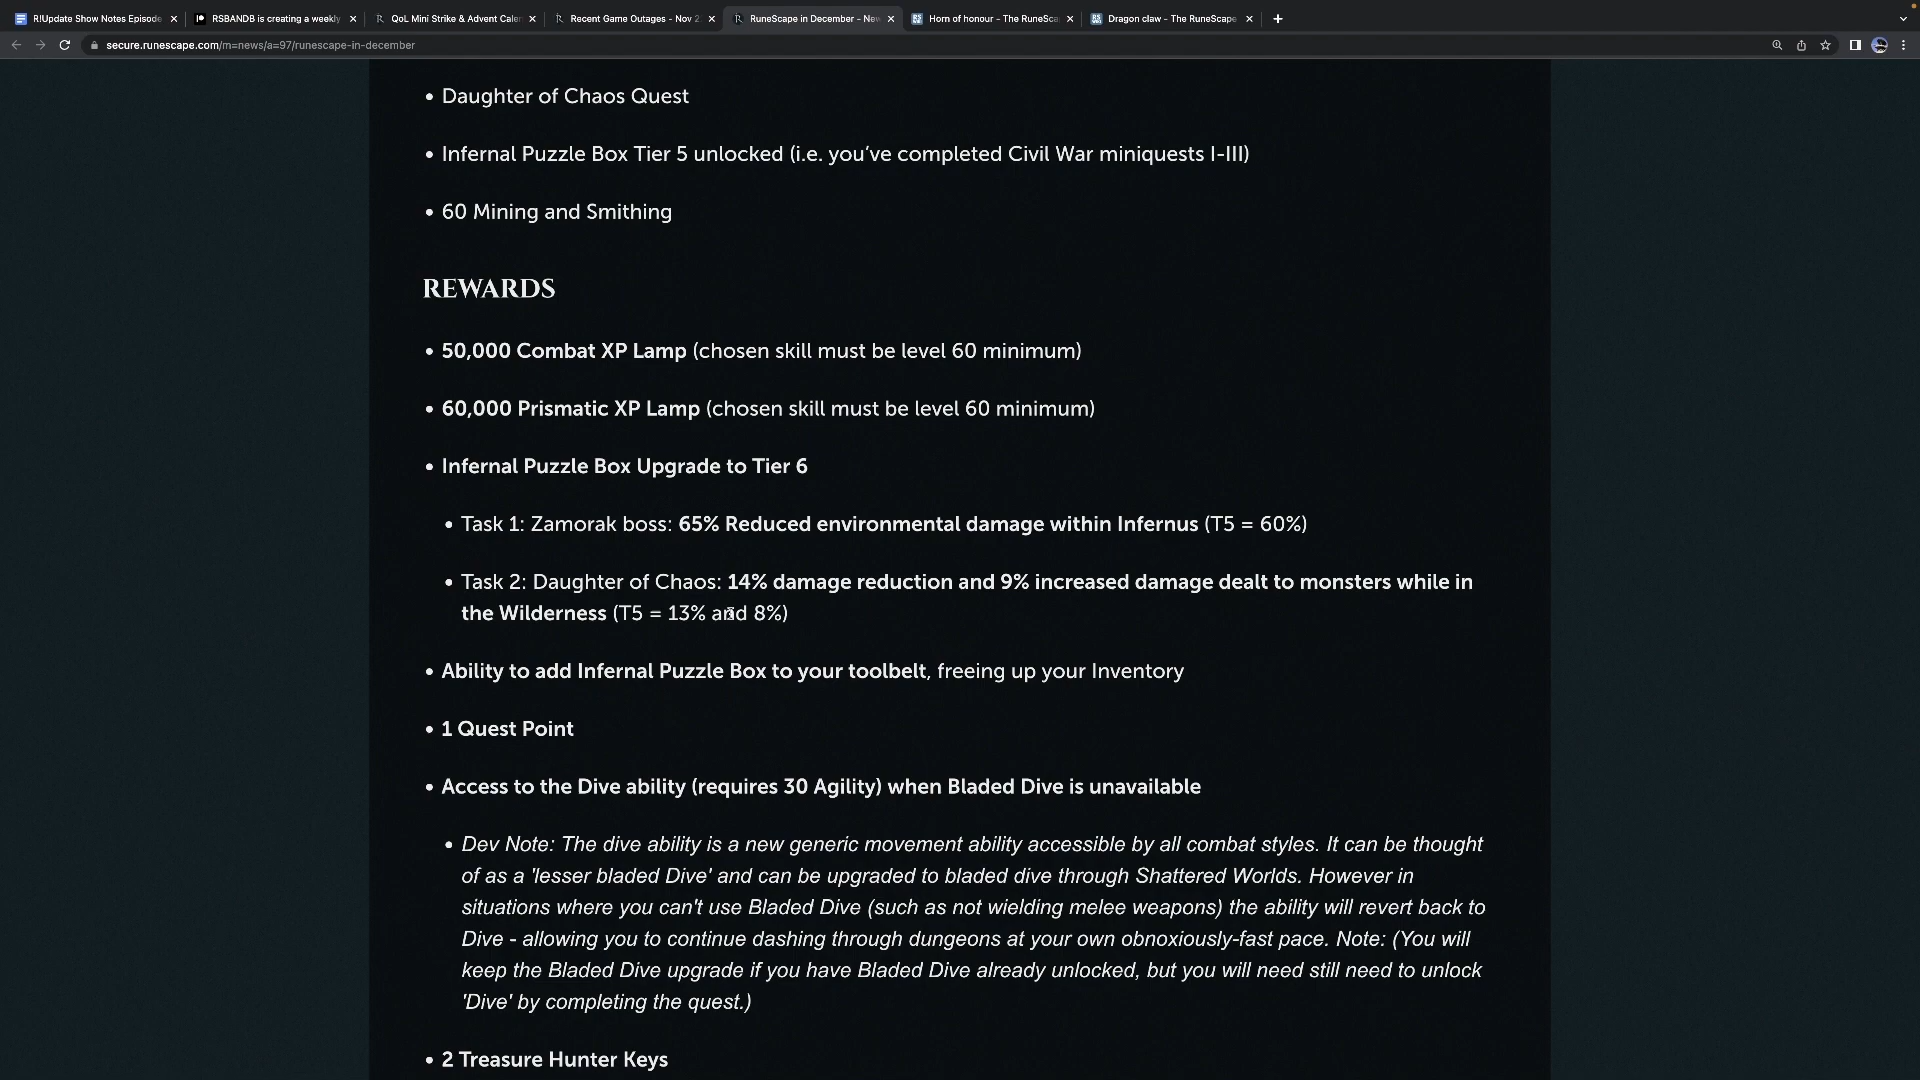 R!Update Show Notes Episode
RSBANDB is creating a weekly
QoL Mini Strike & Advent Caler
Recent Game Outages - Nov 2
RuneScape in December - New
Horn of honour - The RuneSca
Dragon claw - The RuneScape
secure.runescape.com/m=news/a=97/runescape-in-december
• Daughter of Chaos Quest
• Infernal Puzzle Box Tier 5 unlocked (i.e. you’ve completed Civil War miniquests I-III)
• 60 Mining and Smithing
REWARDS
• 50,000 Combat XP Lamp (chosen skill must be level 60 minimum)
• 60,000 Prismatic XP Lamp (chosen skill must be level 60 minimum)
• Infernal Puzzle Box Upgrade to Tier 6
• Task 1: Zamorak boss: 65% Reduced environmental damage within Infernus (T5 = 60%)
• Task 2: Daughter of Chaos: 14% damage reduction and 9% increased damage dealt to monsters while in
the Wilderness (T5 = 13% and 8%)
• Ability to add Infernal Puzzle Box to your toolbelt, freeing up your Inventory
• 1 Quest Point
• Access to the Dive ability (requires 30 Agility) when Bladed Dive is unavailable
• Dev Note: The dive ability is a new generic movement ability accessible by all combat styles. It can be thought
of as a 'lesser bladed Dive' and can be upgraded to bladed dive through Shattered Worlds. However in
situations where you can't use Bladed Dive (such as not wielding melee weapons) the ability will revert back to
Dive - allowing you to continue dashing through dungeons at your own obnoxiously-fast pace. Note: (You will
keep the Bladed Dive upgrade if you have Bladed Dive already unlocked, but you will need still need to unlock
'Dive' by completing the quest.)
• 2 Treasure Hunter Keys